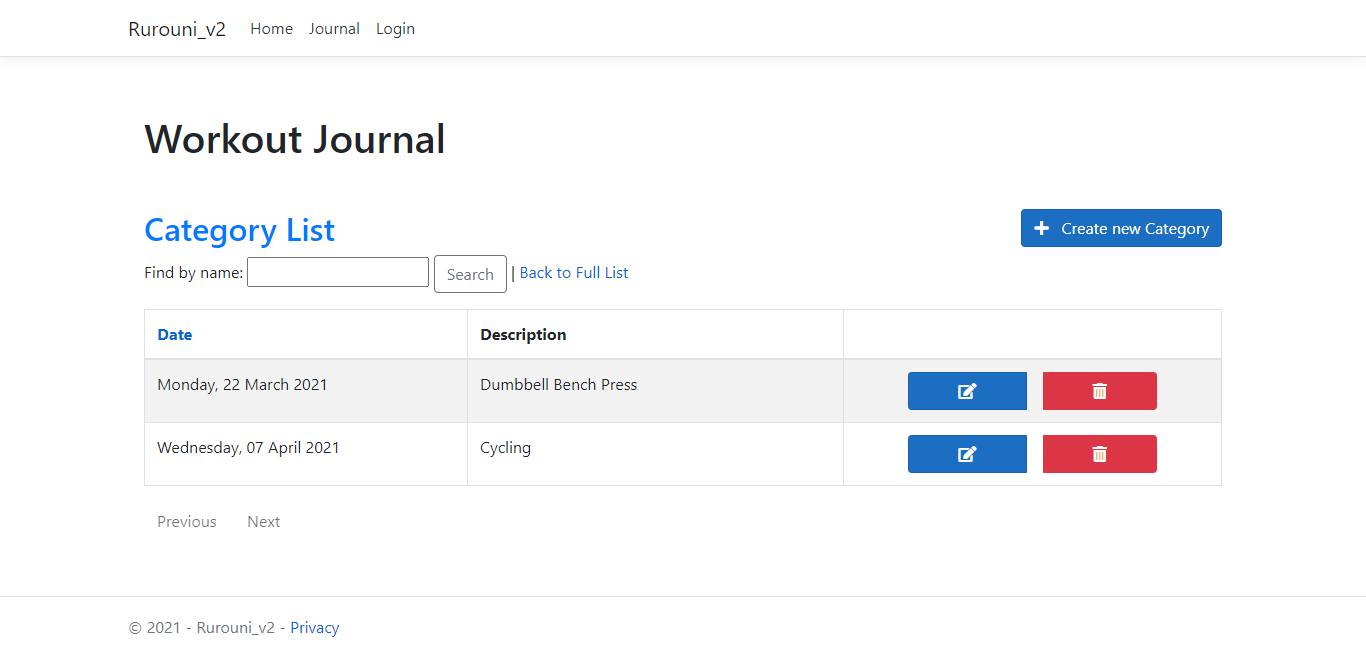 Rurouni_v2 Home Journal Login
Workout Journal
Category List
+ Create new Category
Find by name: Search | Back to Full List
Date Description
Monday, 22 March 2021 Dumbbell Bench Press
Wednesday, 07 April 2021 Cycling
Previous Next
© 2021 - Rurouni_v2 - Privacy